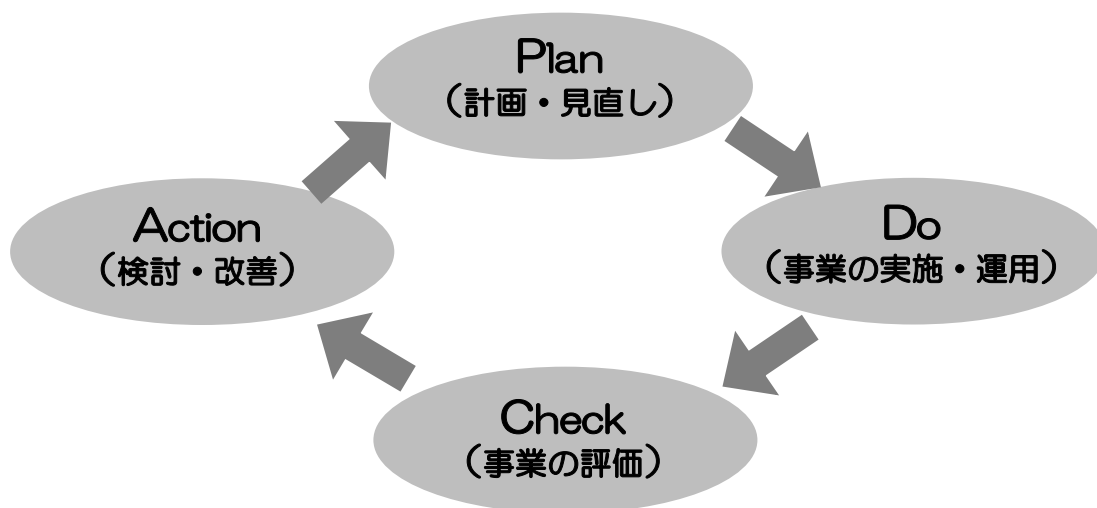 Plan
（計画・見直し）
Do
（事業の実施・運用）
Check
（事業の評価）
Action
（検討・改善）